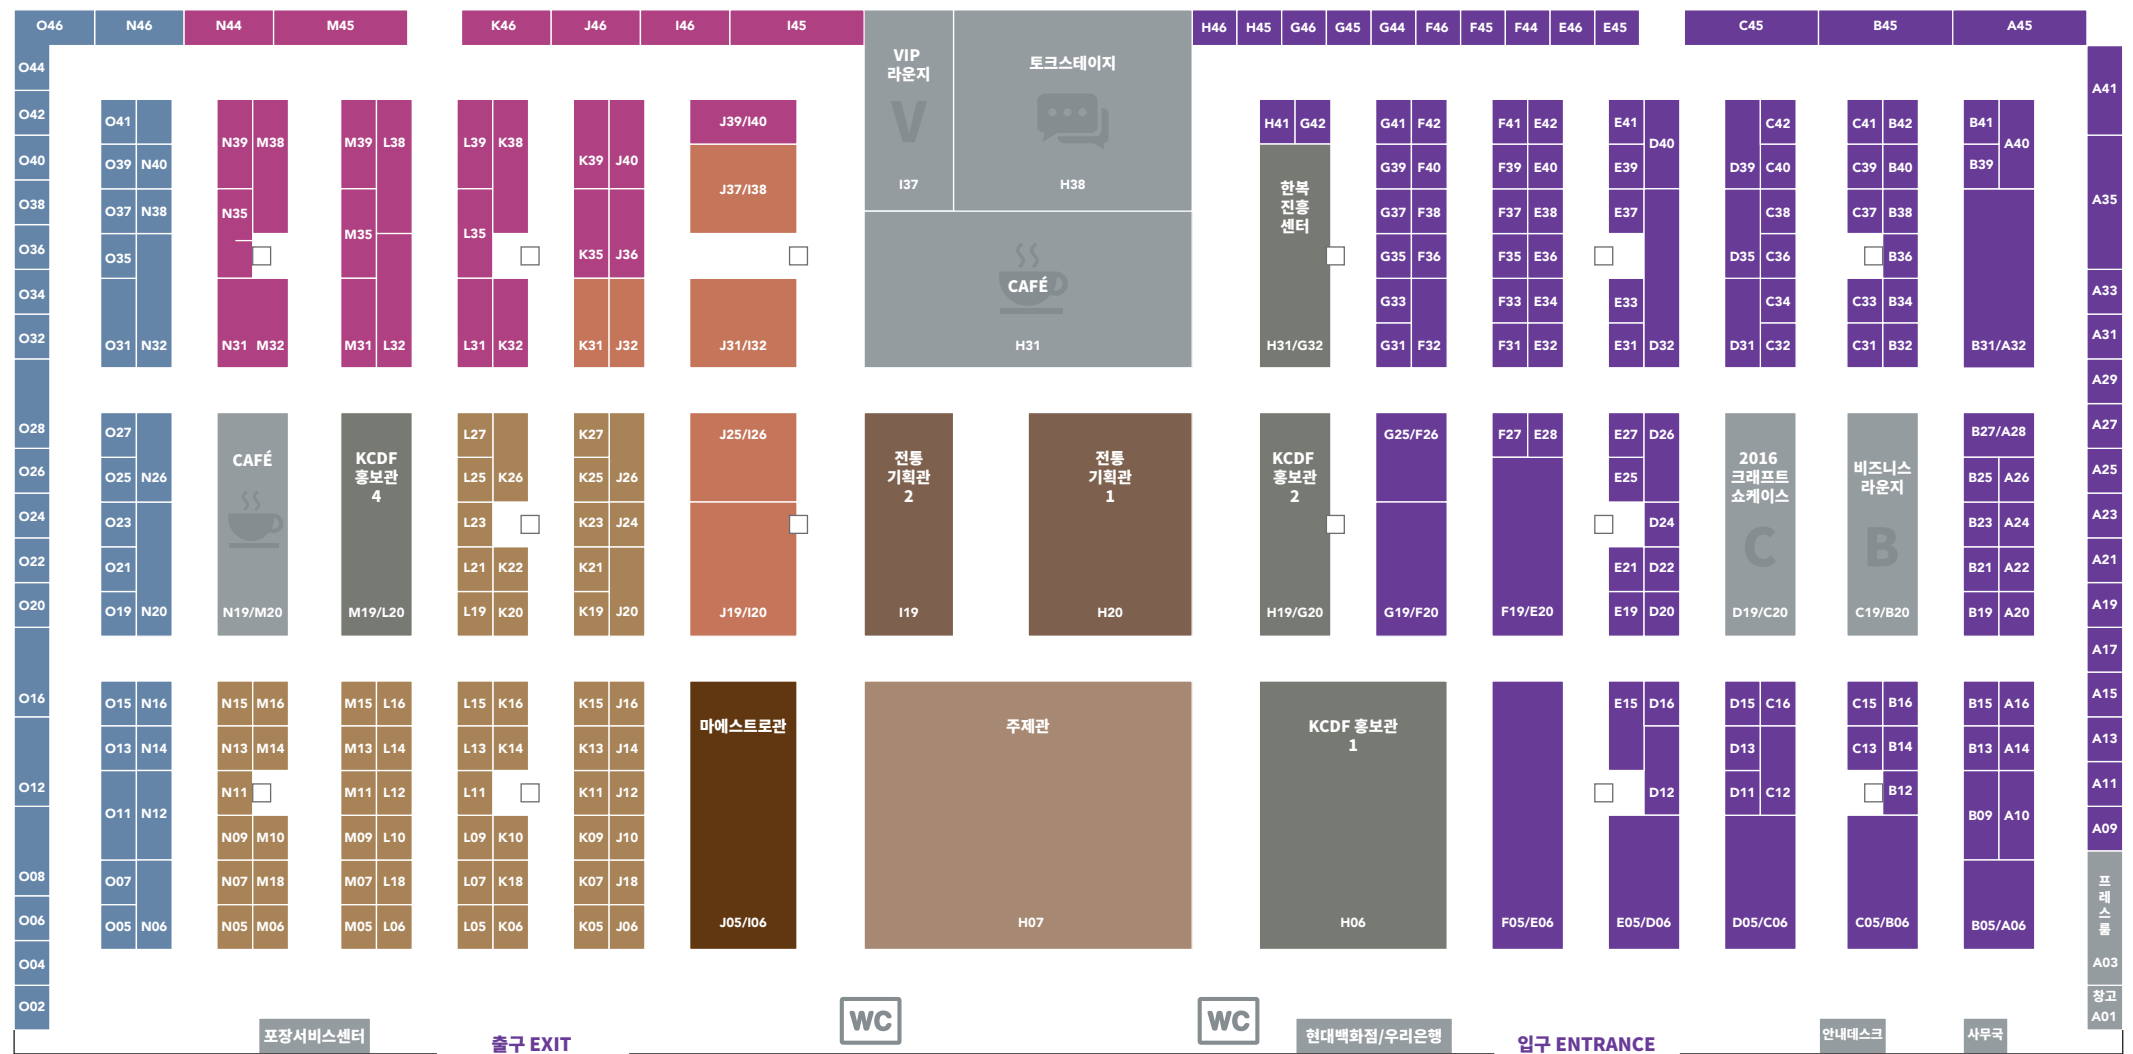 O46 N46 N44 M45 K46 J46 I46 I45 H46 H45 G46 G45 G44 F46 F45 F44 E46 E45 C45 B45 A45
O44
O42
O40
O38
O36
O34
O32
O28
O26
O24
O22
O20
O16
O12
O08
O06
O04
O02
O41
O39 N40
O37 N38
O35
O31 N32
N39 M38
N35
N31 M32
M39 L38
M35
M31 L32
L39 K38
L35
L31 K32
K39 J40
K35 J36
K31 J32
J39/I40
J37/I38
J31/I32
VIP
라운지
V
I37
토크스테이지
H38
CAFÉ
H31
H41 G42
한복
진흥
센터
H31/G32
G41 F42
G39 F40
G37 F38
G35 F36
G33
G31 F32
F41 E42
F39 E40
F37 E38
F35 E36
F33 E34
F31 E32
E41
D40
E39
E37
E33
E31 D32
C42
D39 C40
C38
D35 C36
C34
D31 C32
C41 B42
C39 B40
C37 B38
B36
C33 B34
C31 B32
B41
A40
B39
B31/A32
A41
A35
A33
A31
A29
A27
A25
A23
A21
A19
A17
A15
A13
A11
A09
프
레
스
룸
A03
창고
A01
O27
O25 N26
O23
O21
O19 N20
CAFÉ
N19/M20
KCDF
홍보관
4
M19/L20
L27
L25 K26
L23
L21 K22
L19 K20
K27
K25 J26
K23 J24
K21
K19 J20
J25/I26
J19/I20
전통
기획관
2
I19
전통
기획관
1
H20
KCDF
홍보관
2
H19/G20
G25/F26
G19/F20
F27 E28
F19/E20
E27 D26
E25
D24
E21 D22
E19 D20
2016
크래프트
쇼케이스
C
D19/C20
비즈니스
라운지
B
C19/B20
B27/A28
B25 A26
B23 A24
B21 A22
B19 A20
O15 N16
O13 N14
O11 N12
O07
O05 N06
N15 M16
N13 M14
N11
N09 M10
N07 M18
N05 M06
M15 L16
M13 L14
M11 L12
M09 L10
M07 L18
M05 L06
L15 K16
L13 K14
L11
L09 K10
L07 K18
L05 K06
K15 J16
K13 J14
K11 J12
K09 J10
K07 J18
K05 J06
마에스트로관
J05/I06
주제관
H07
KCDF 홍보관
1
H06
F05/E06
E15 D16
D12
E05/D06
D15 C16
D13
D11 C12
D05/C06
C15 B16
C13 B14
B12
C05/B06
B15 A16
B13 A14
B09 A10
B05/A06
포장서비스센터
출구 EXIT
WC
WC
현대백화점/우리은행
입구 ENTRANCE
안내데스크
사무국